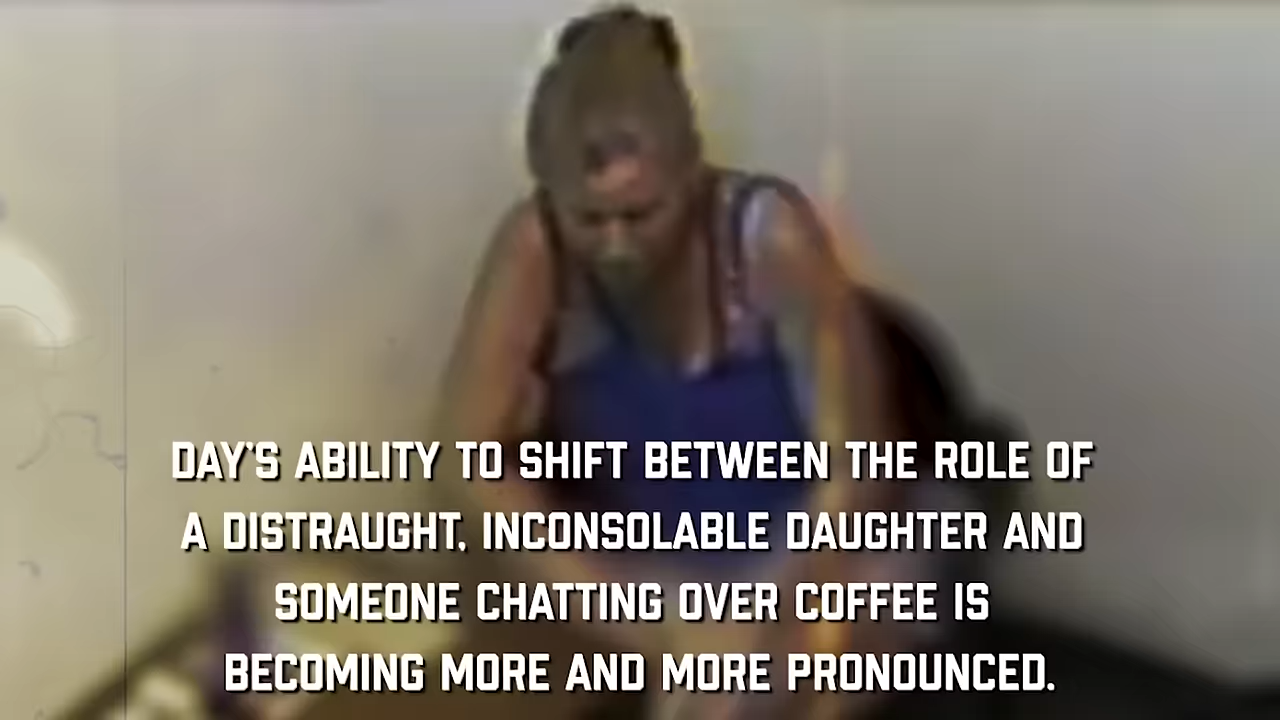 DAY'S ABILITY TO SHIFT BETWEEN THE ROLE OF
A DISTRAUGHT, INCONSOLABLE DAUGHTER AND
SOMEONE CHATTING OVER COFFEE IS
BECOMING MORE AND MORE PRONOUNCED.